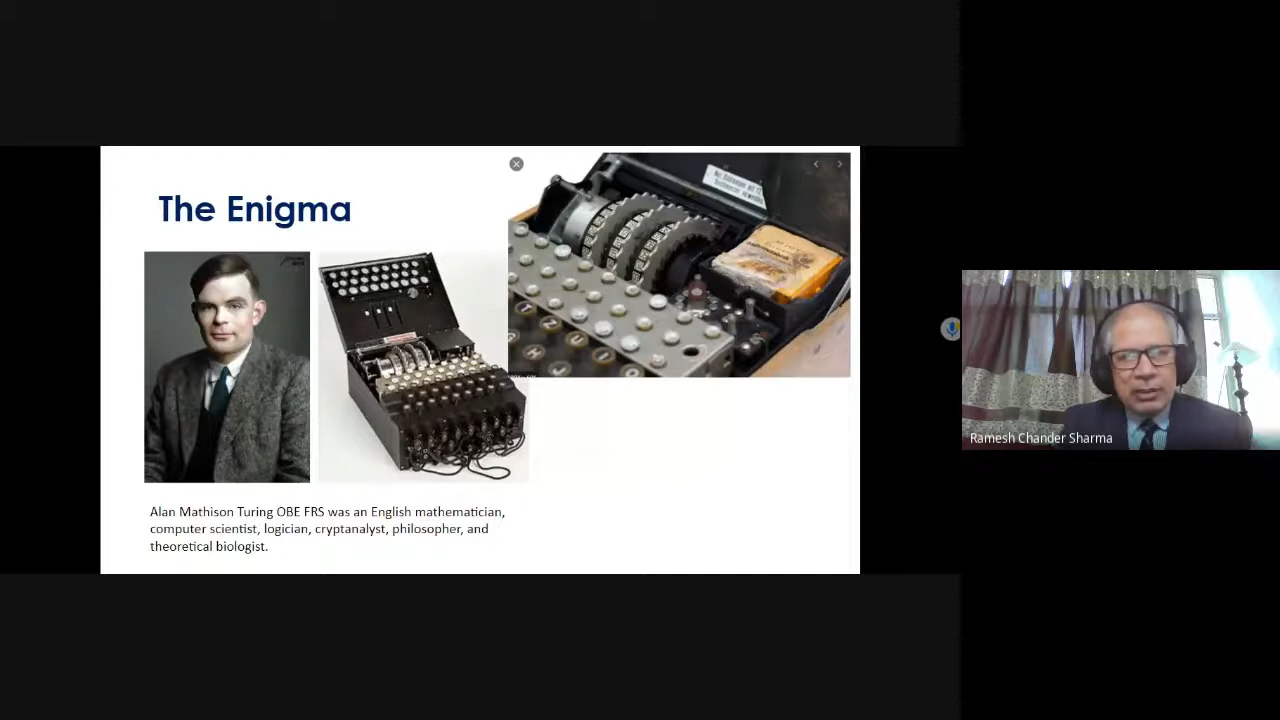 The Enigma
Alan Mathison Turing OBE FRS was an English mathematician,
computer scientist, logician, cryptanalyst, philosopher, and
theoretical biologist.
Ramesh Chander Sharma